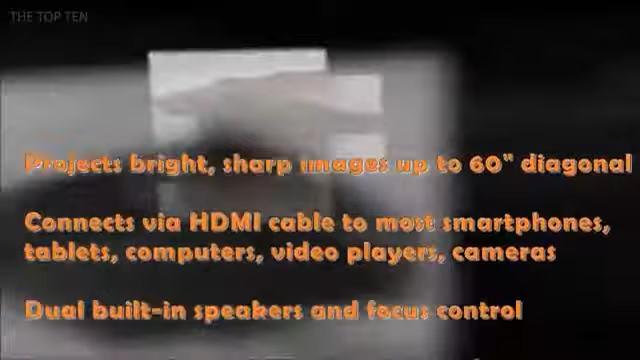 THE TOP TEN
Projects bright, sharp images up to 60" diagonal
Connects via HDMI cable to most smartphones,
tablets, computers, video players, cameras
Dual built-in speakers and focus control